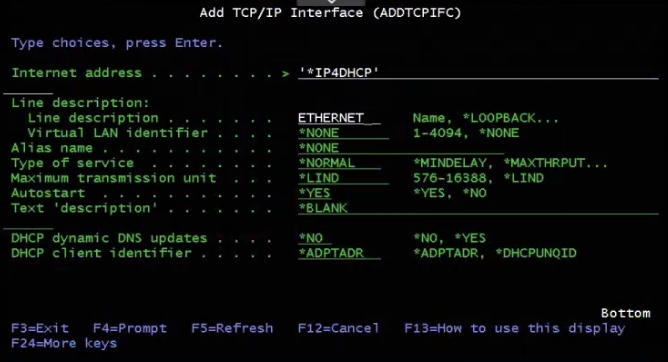 Add TCP/IP Interface (ADDTCPIFC)
Type choices, press Enter.
Internet address . . . . . . . . > '*IP4DHCP'
Line description:
Line description . . . . . . . ETHERNET Name, *LOOPBACK...
Virtual LAN identifier . . . . *NONE 1-4094, *NONE
Alias name . . . . . . . . . . . *NONE
Type of service . . . . . . . . *NORMAL *MINDELAY, *MAXTHRPUT...
Maximum transmission unit . . . *LIND 576-16388, *LIND
Autostart . . . . . . . . . . . *YES *YES, *NO
Text 'description' . . . . . . . *BLANK
DHCP dynamic DNS updates . . . . *NO *NO, *YES
DHCP client identifier . . . . . *ADPTADR *ADPTADR, *DHCPUNQID
Bottom
F3=Exit F4=Prompt F5=Refresh F12=Cancel F13=How to use this display
F24=More keys